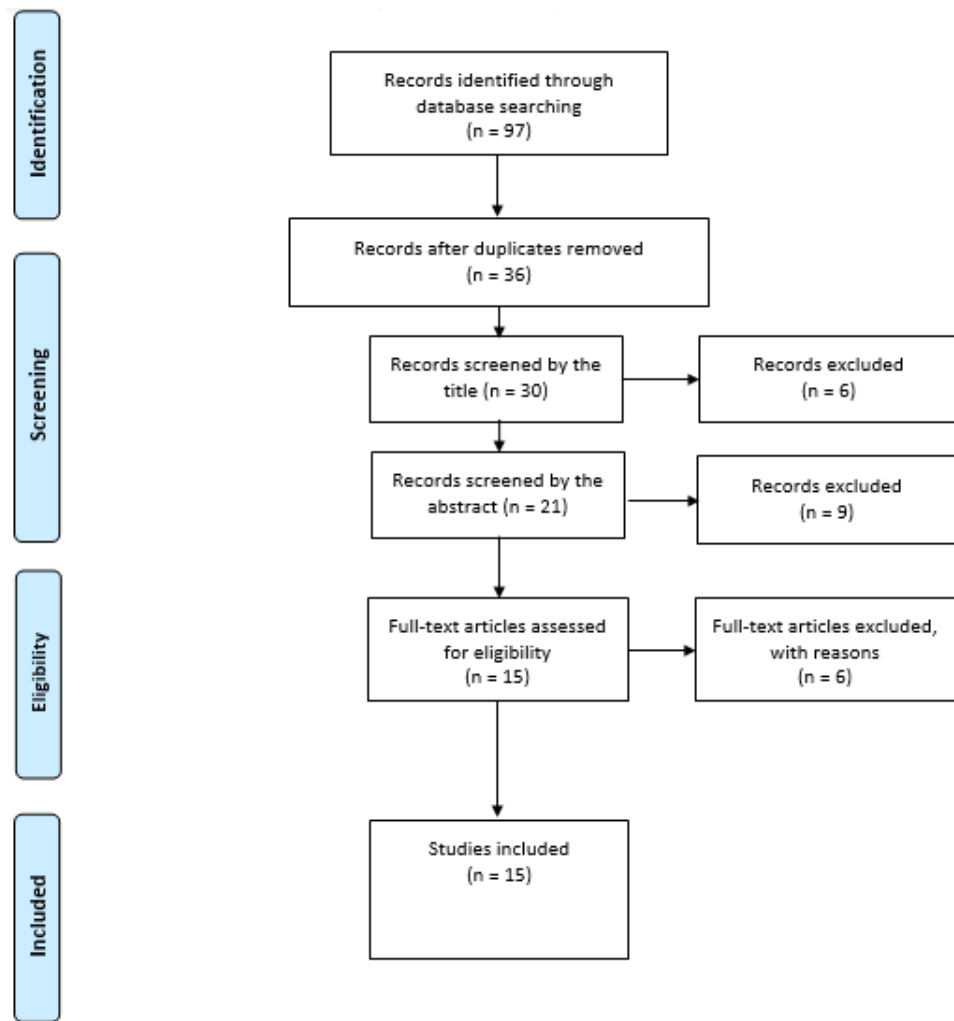 Identification
Records identified through
database searching
(n = 97)
Records after duplicates removed
(n = 36)
Screening
Records screened by the
title (n = 30)
Records excluded
(n = 6)
Records screened by the
abstract (n = 21)
Records excluded
(n = 9)
Eligibility
Full-text articles assessed
for eligibility
(n = 15)
Full-text articles excluded,
with reasons
(n = 6)
Included
Studies included
(n = 15)